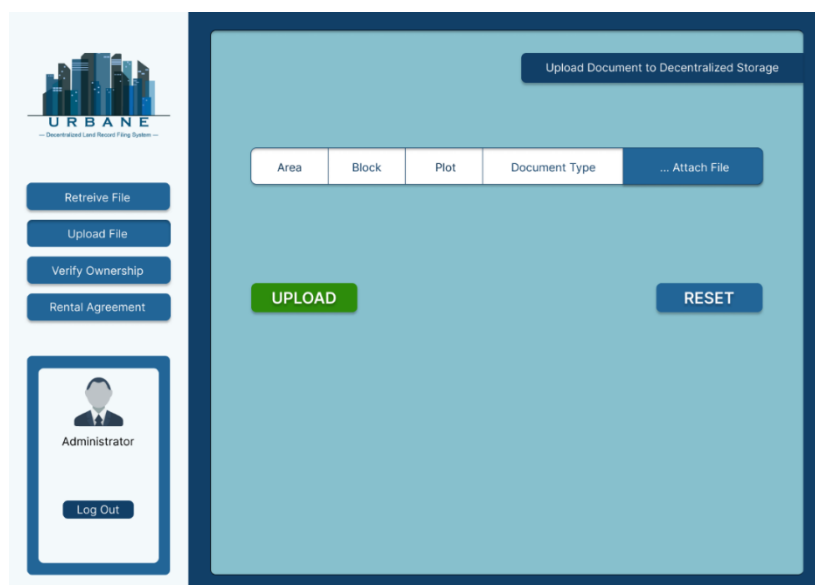 URBANE
— Decentralized Land Record Filing System —
Retreive File
Upload File
Verify Ownership
Rental Agreement
Administrator
Log Out
Upload Document to Decentralized Storage
Area Block Plot Document Type ... Attach File
UPLOAD RESET